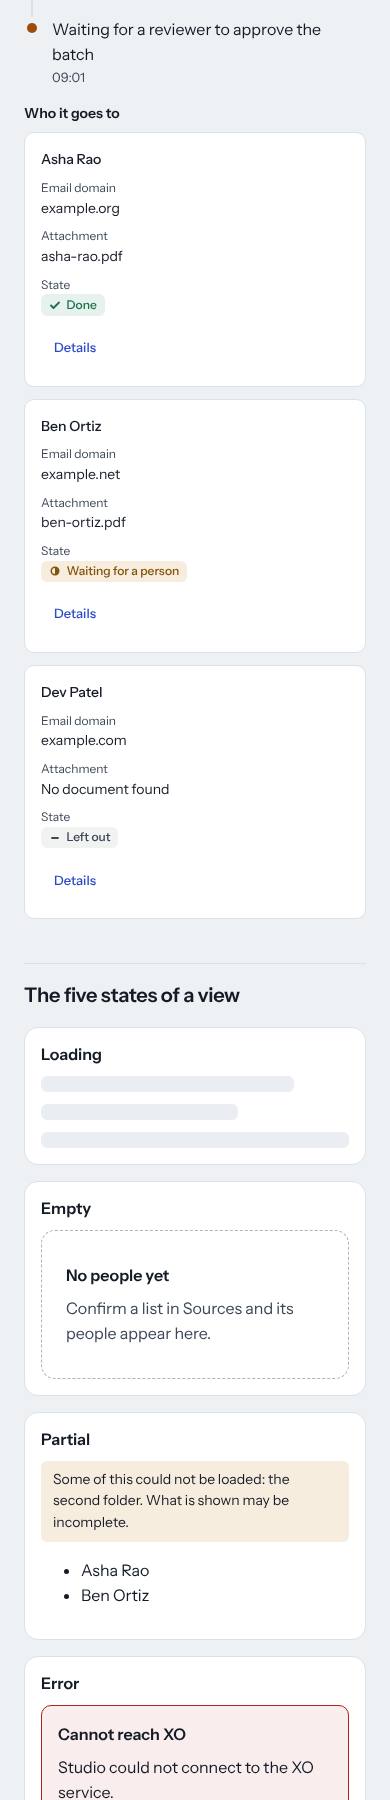 Waiting for a reviewer to approve the
batch
09:01
Who it goes to
Asha Rao
Email domain
example.org
Attachment
asha-rao.pdf
State
Done
Details
Ben Ortiz
Email domain
example.net
Attachment
ben-ortiz.pdf
State
Waiting for a person
Details
Dev Patel
Email domain
example.com
Attachment
No document found
State
Left out
Details
The five states of a view
Loading
Empty
No people yet
Confirm a list in Sources and its
people appear here.
Partial
Some of this could not be loaded: the
second folder. What is shown may be
incomplete.
• Asha Rao
• Ben Ortiz
Error
Cannot reach XO
Studio could not connect to the XO
service.